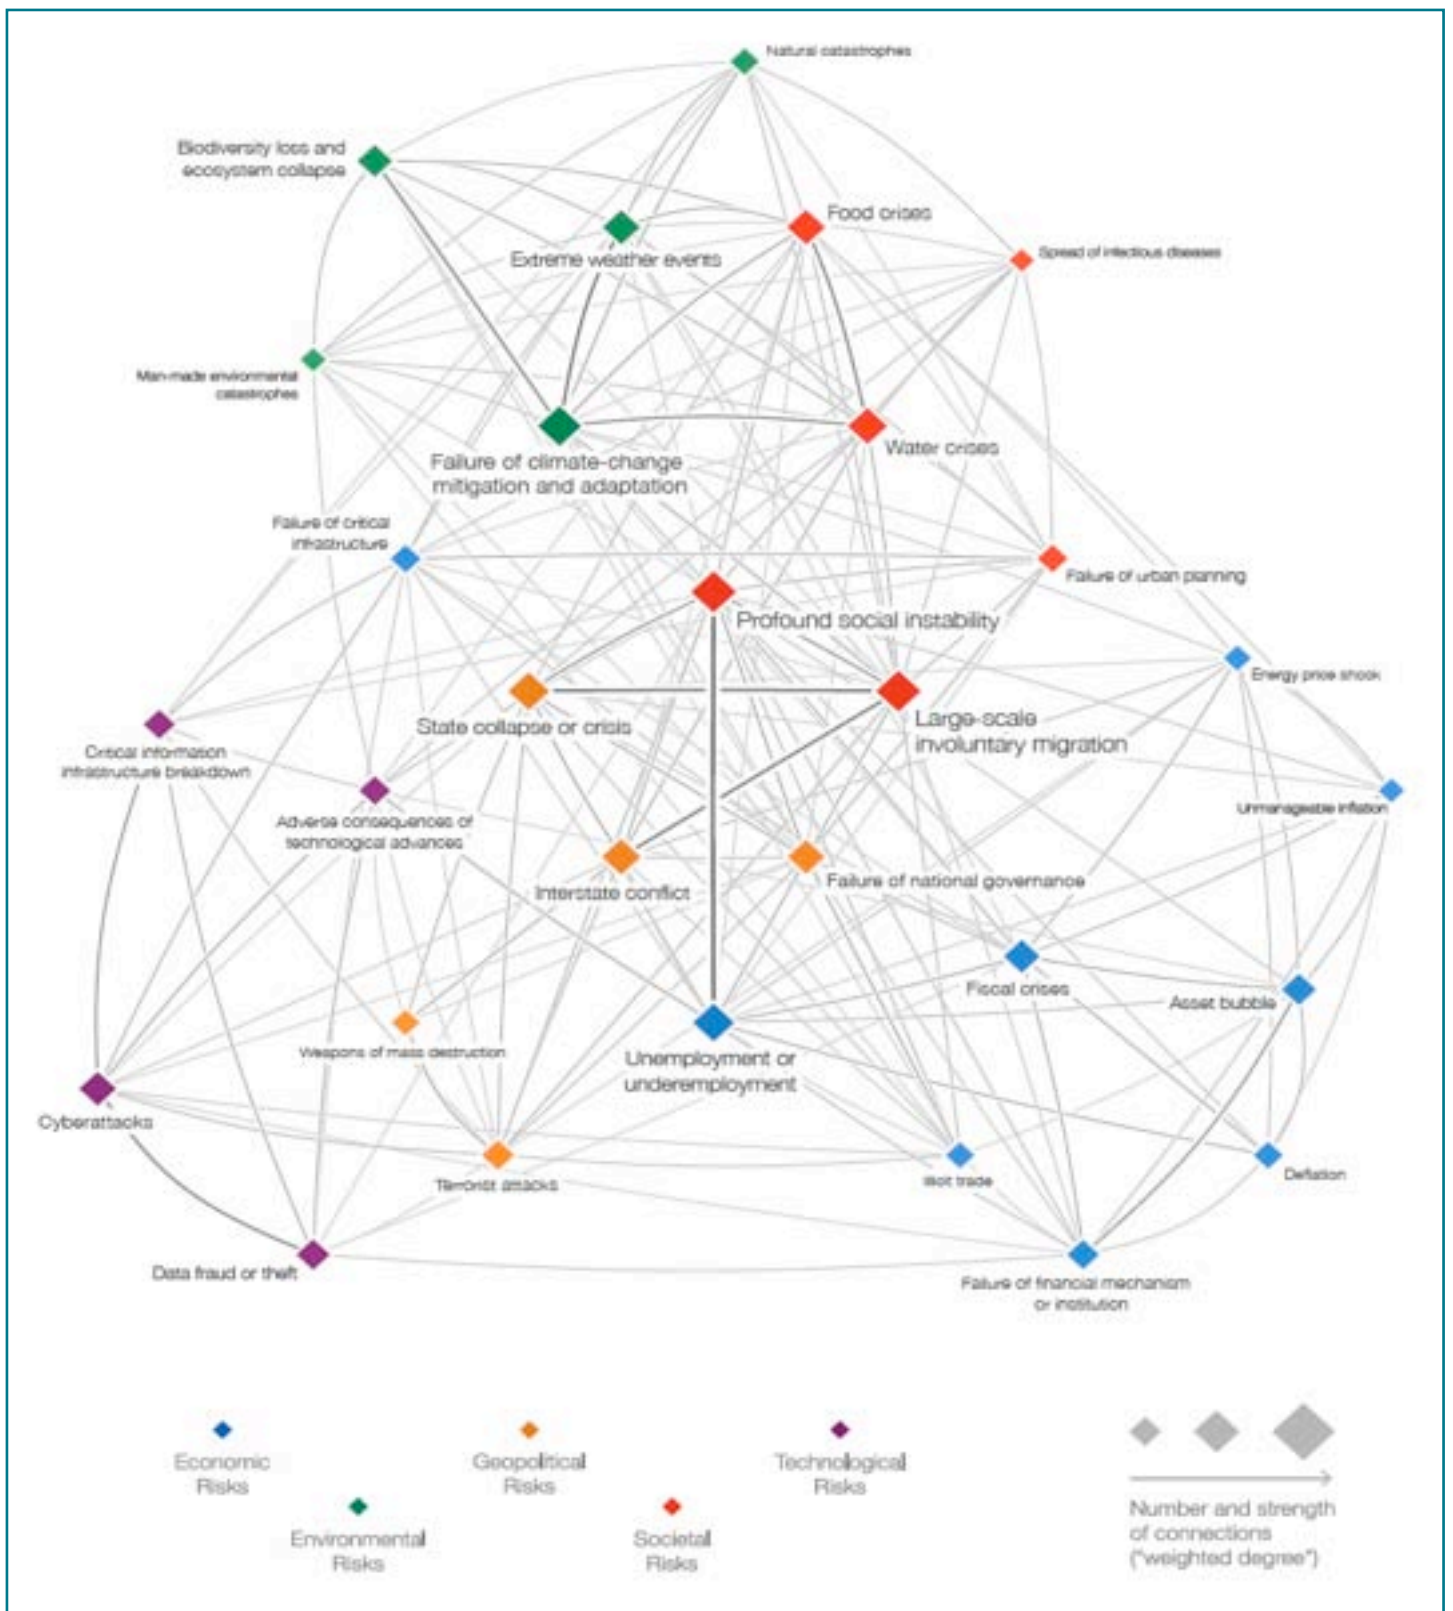 Natural catastrophes
Biodiversity loss and
ecosystem collapse
Food crises
Extreme weather events
Spread of infectious diseases
Man-made environmental
catastrophes
Failure of climate-change
mitigation and adaptation
Water crises
Failure of critical
infrastructure
Failure of urban planning
Profound social instability
Energy price shock
State collapse or crisis
Large-scale
involuntary migration
Critical information
infrastructure breakdown
Adverse consequences of
technological advances
Unmanageable inflation
Interstate conflict
Failure of national governance
Fiscal crises
Asset bubble
Weapons of mass destruction
Unemployment or
underemployment
Cyberattacks
Terrorist attacks
Illicit trade
Deflation
Data fraud or theft
Failure of financial mechanism
or institution
Economic
Risks
Geopolitical
Risks
Technological
Risks
Environmental
Risks
Societal
Risks
Number and strength
of connections
("weighted degree")